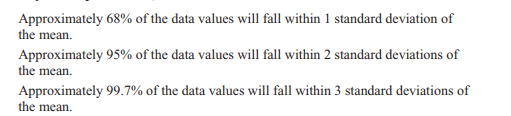 Approximately 68% of the data values will fall within 1 standard deviation of
the mean.
Approximately 95% of the data values will fall within 2 standard deviations of
the mean.
Approximately 99.7% of the data values will fall within 3 standard deviations of
the mean.